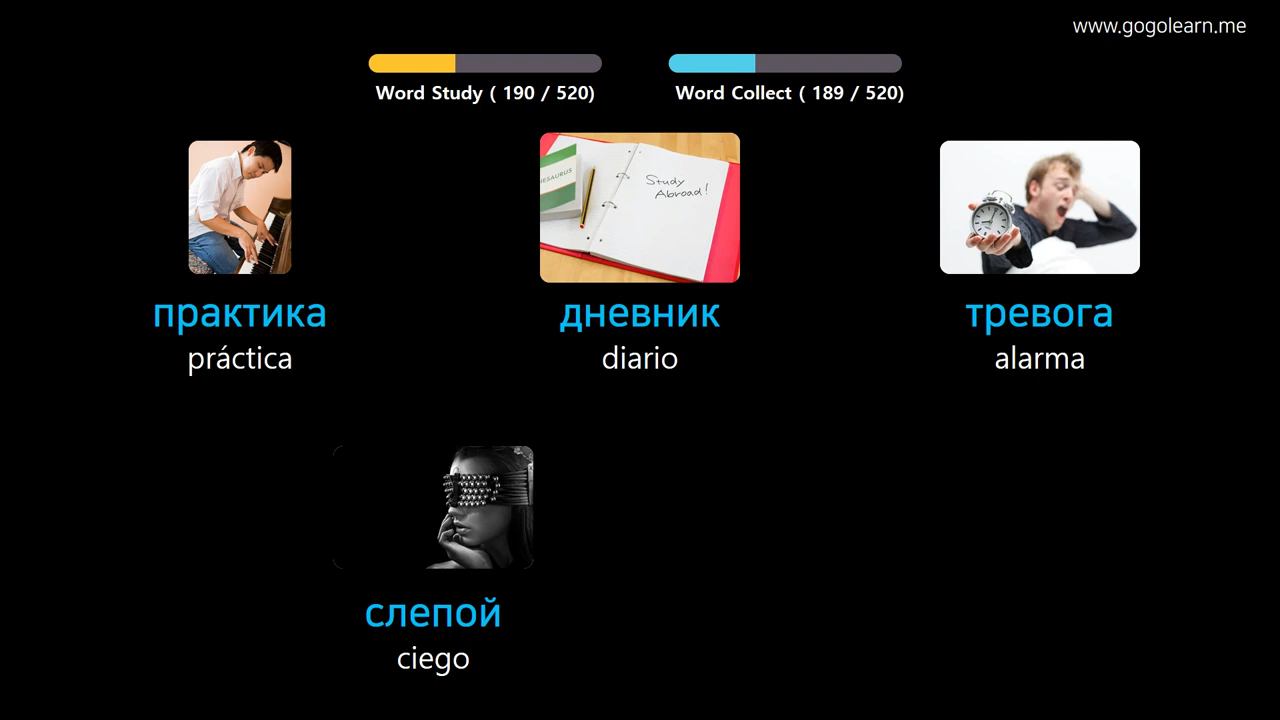 www.gogolearn.me
Word Study ( 190 / 520)
Word Collect ( 189 / 520)
THESAURUS
Study
Abroad!
практика
práctica
дневник
diario
тревога
alarma
слепой
ciego